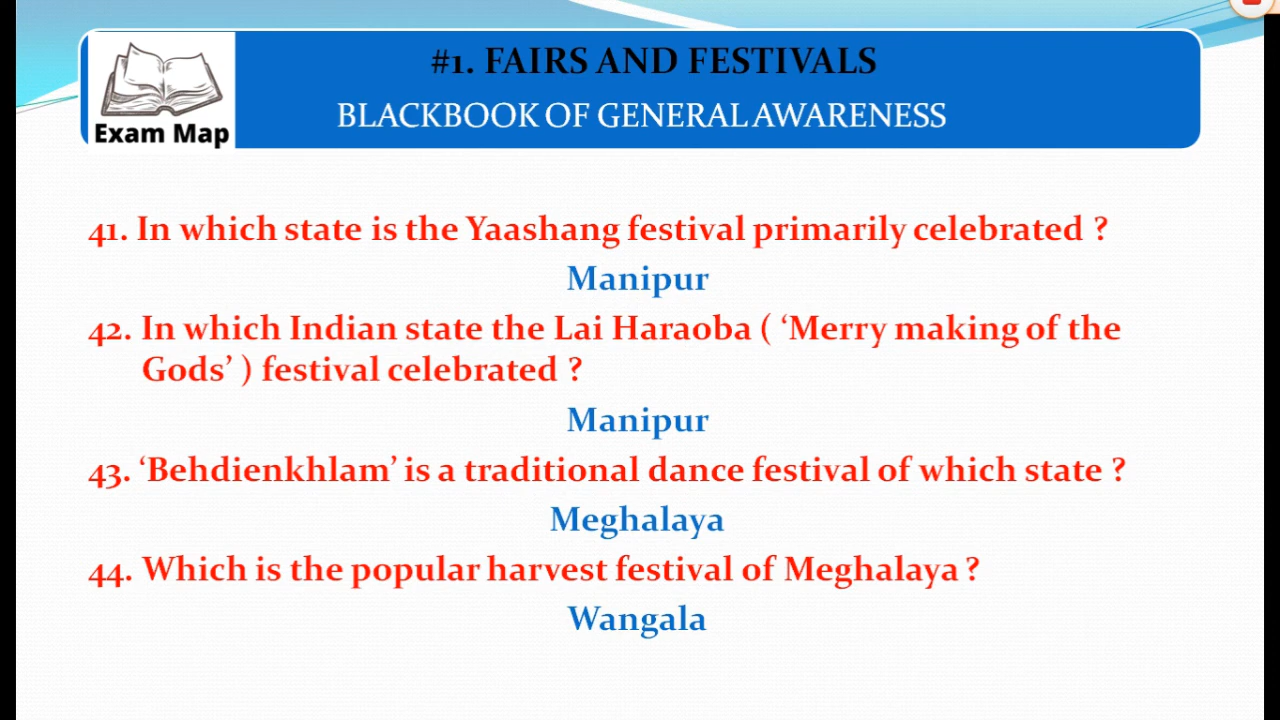 #1. FAIRS AND FESTIVALS
BLACKBOOK OF GENERAL AWARENESS
Exam Map
41. In which state is the Yaashang festival primarily celebrated ?
Manipur
42. In which Indian state the Lai Haraoba ( ‘Merry making of the
Gods’ ) festival celebrated ?
Manipur
43. ‘Behdienkhlam’ is a traditional dance festival of which state ?
Meghalaya
44. Which is the popular harvest festival of Meghalaya ?
Wangala